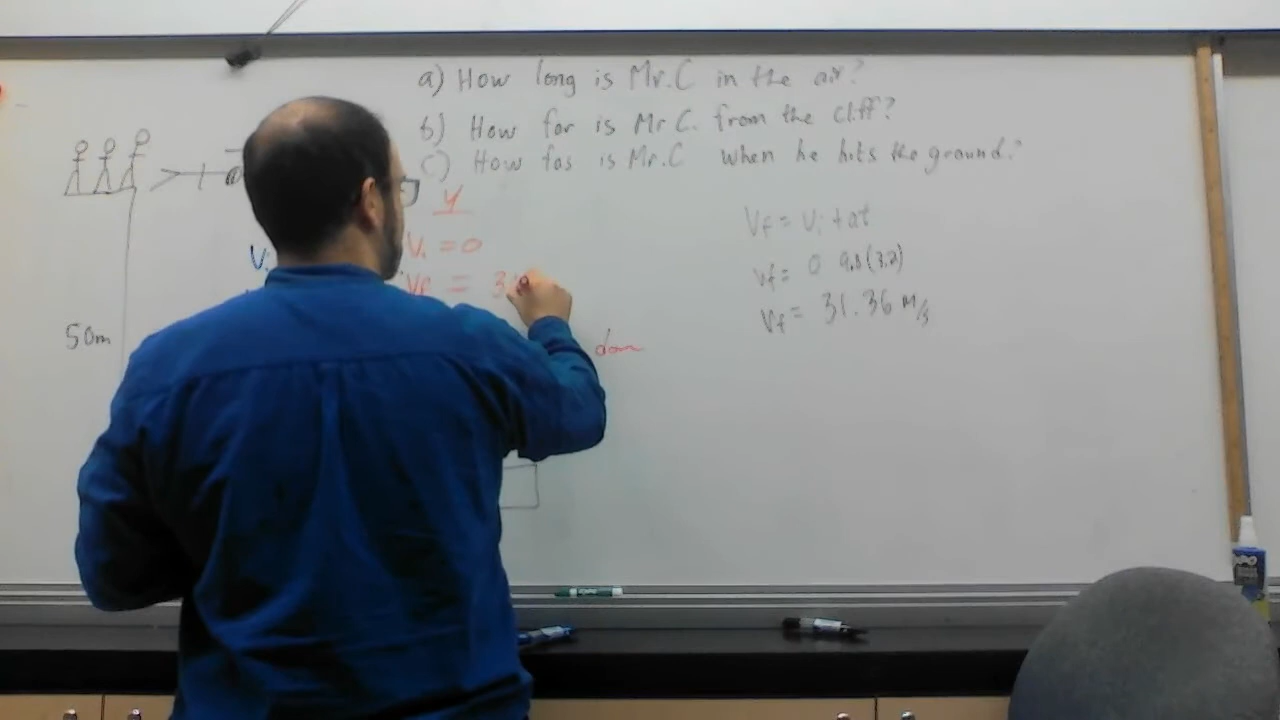 a) How long is Mr.C in the air?
b) How far is Mr C. from the cliff?
C) How fas is Mr.C when he hits the ground?
y
Vi = 0
Vf =
Vi
50m
down
Vf = Vi + at
Vf = 0 9.8(3.2)
Vf = 31.36 m/s